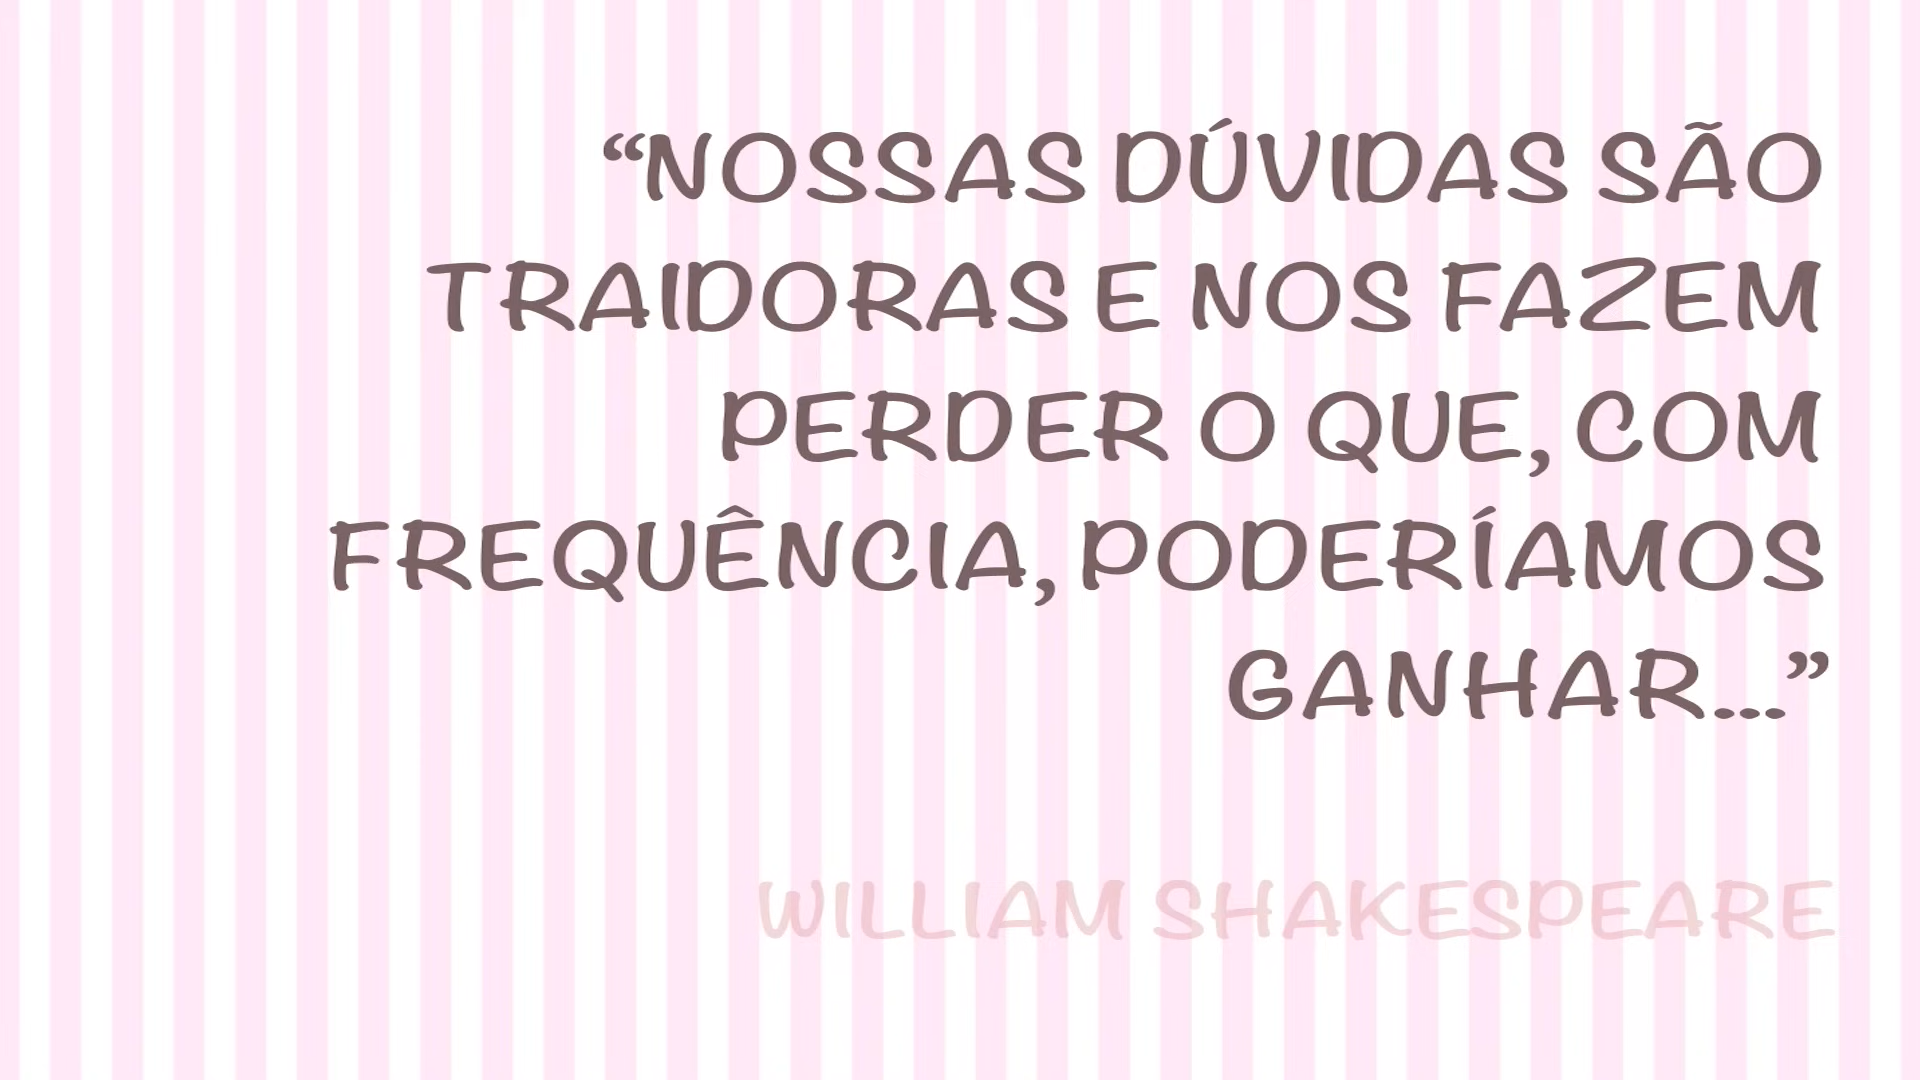 “NOSSAS DÚVIDAS SÃO
TRAIDORAS E NOS FAZEM
PERDER O QUE, COM
FREQUÊNCIA, PODERÍAMOS
GANHAR...”
WILLIAM SHAKESPEARE